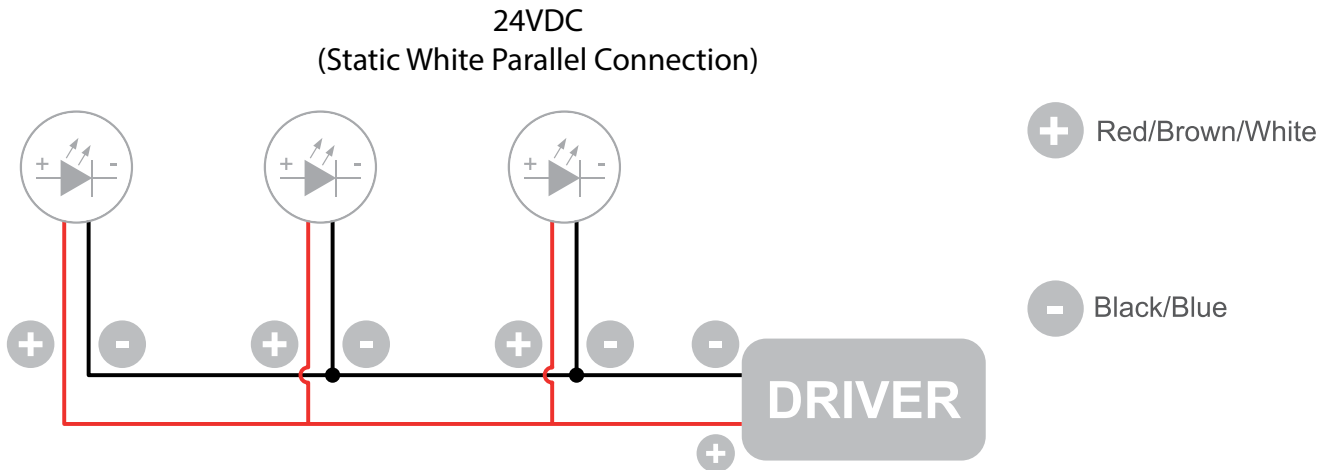 24VDC
(Static White Parallel Connection)
+ -
+ -
+ -
+ Red/Brown/White
- Black/Blue
+ -
+ -
+ -
-
DRIVER
+